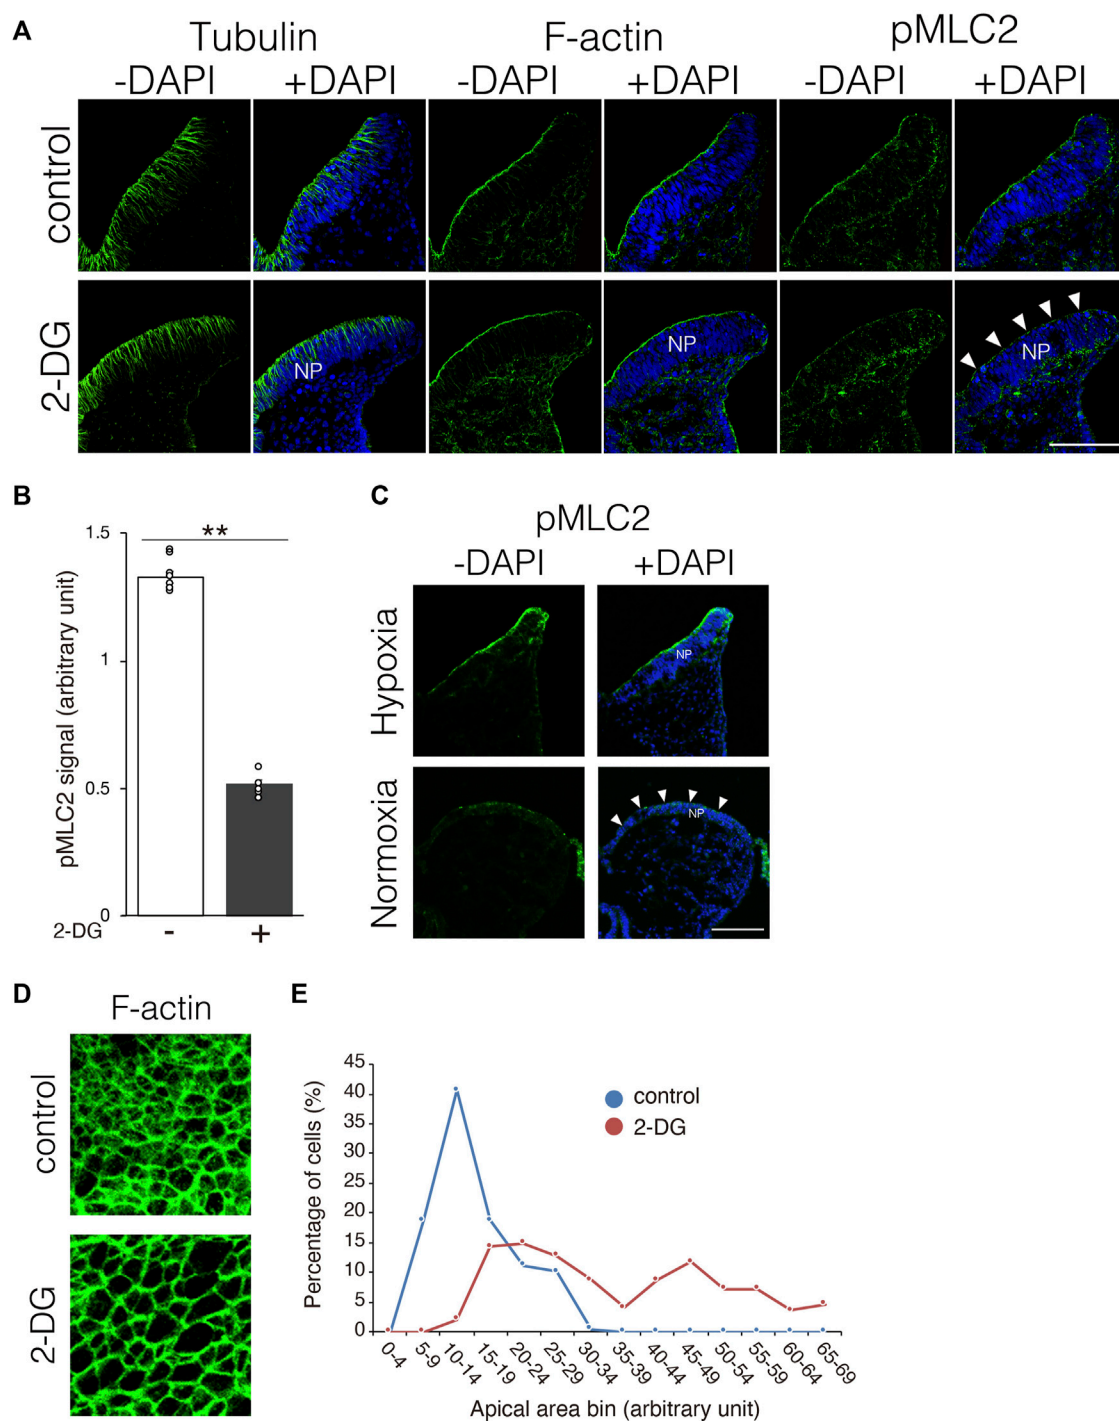 A
Tubulin F-actin pMLC2
-DAPI +DAPI -DAPI +DAPI -DAPI +DAPI
control
2-DG
NP NP NP
B
pMLC2 signal (arbitrary unit)
1.5
**
1
0.5
0
2-DG - +
C
pMLC2
-DAPI +DAPI
Hypoxia
NP
Normoxia
NP
D
F-actin
control
2-DG
E
Percentage of cells (%)
45
40
35
30
25
20
15
10
5
0
control
2-DG
0-4 5-9 10-14 15-19 20-24 25-29 30-34 35-39 40-44 45-49 50-54 55-59 60-64 65-69
Apical area bin (arbitrary unit)